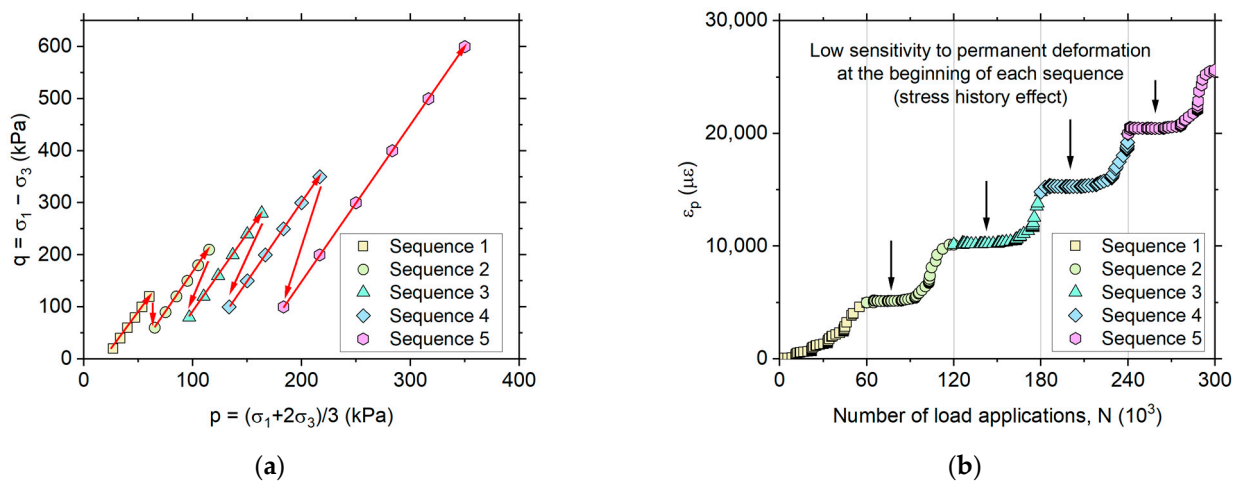 700
600
500
400
300
200
100
0
q = σ1 − σ3 (kPa)
0
100
200
300
400
p = (σ1+2σ3)/3 (kPa)
Sequence 1
Sequence 2
Sequence 3
Sequence 4
Sequence 5
(a)
30,000
20,000
10,000
0
εp (με)
Low sensitivity to permanent deformation
at the beginning of each sequence
(stress history effect)
Sequence 1
Sequence 2
Sequence 3
Sequence 4
Sequence 5
0
60
120
180
240
300
Number of load applications, N (10³)
(b)